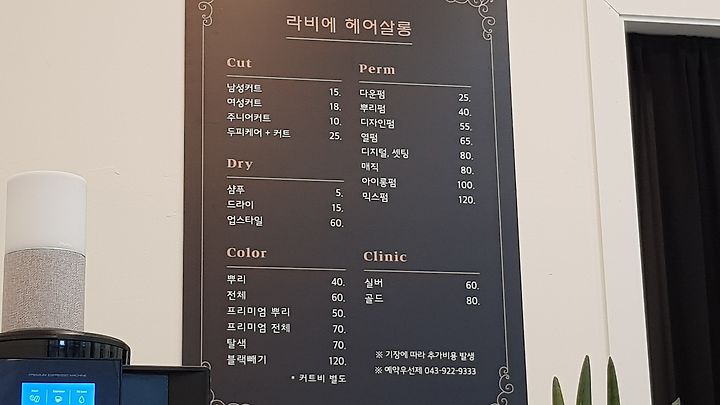 라비에 헤어살롱
Cut
남성커트 15.
여성커트 18.
주니어커트 10.
두피케어 + 커트 25.
Dry
샴푸 5.
드라이 15.
업스타일 60.
Color
뿌리 40.
전체 60.
프리미엄 뿌리 50.
프리미엄 전체 70.
탈색 70.
블랙빼기 120.
* 커트비 별도
Perm
다운펌 25.
뿌리펌 40.
디자인펌 55.
열펌 65.
디지털, 셋팅 80.
매직 80.
아이롱펌 100.
믹스펌 120.
Clinic
실버 60.
골드 80.
※ 기장에 따라 추가비용 발생
※ 예약우선제 043-922-9333
PREMIUM ESPRESSO MACHINE